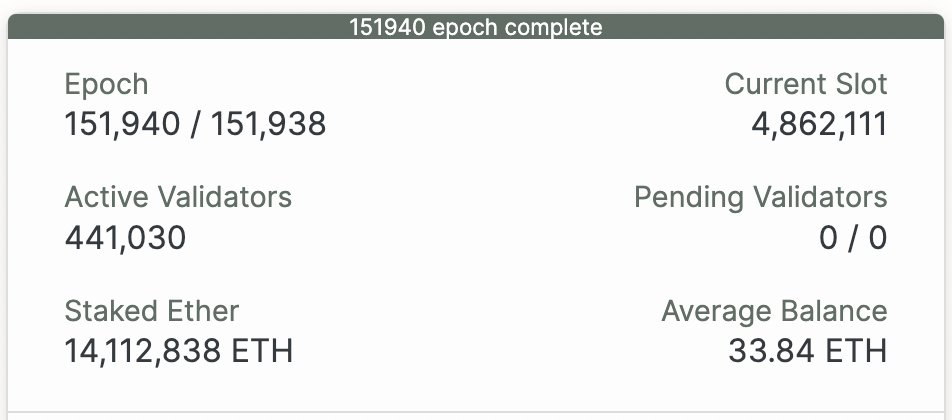 151940 epoch complete
Epoch
Current Slot
151,940 / 151,938
4,862,111
Active Validators
Pending Validators
441,030
0 / 0
Staked Ether
Average Balance
14,112,838 ETH
33.84 ETH